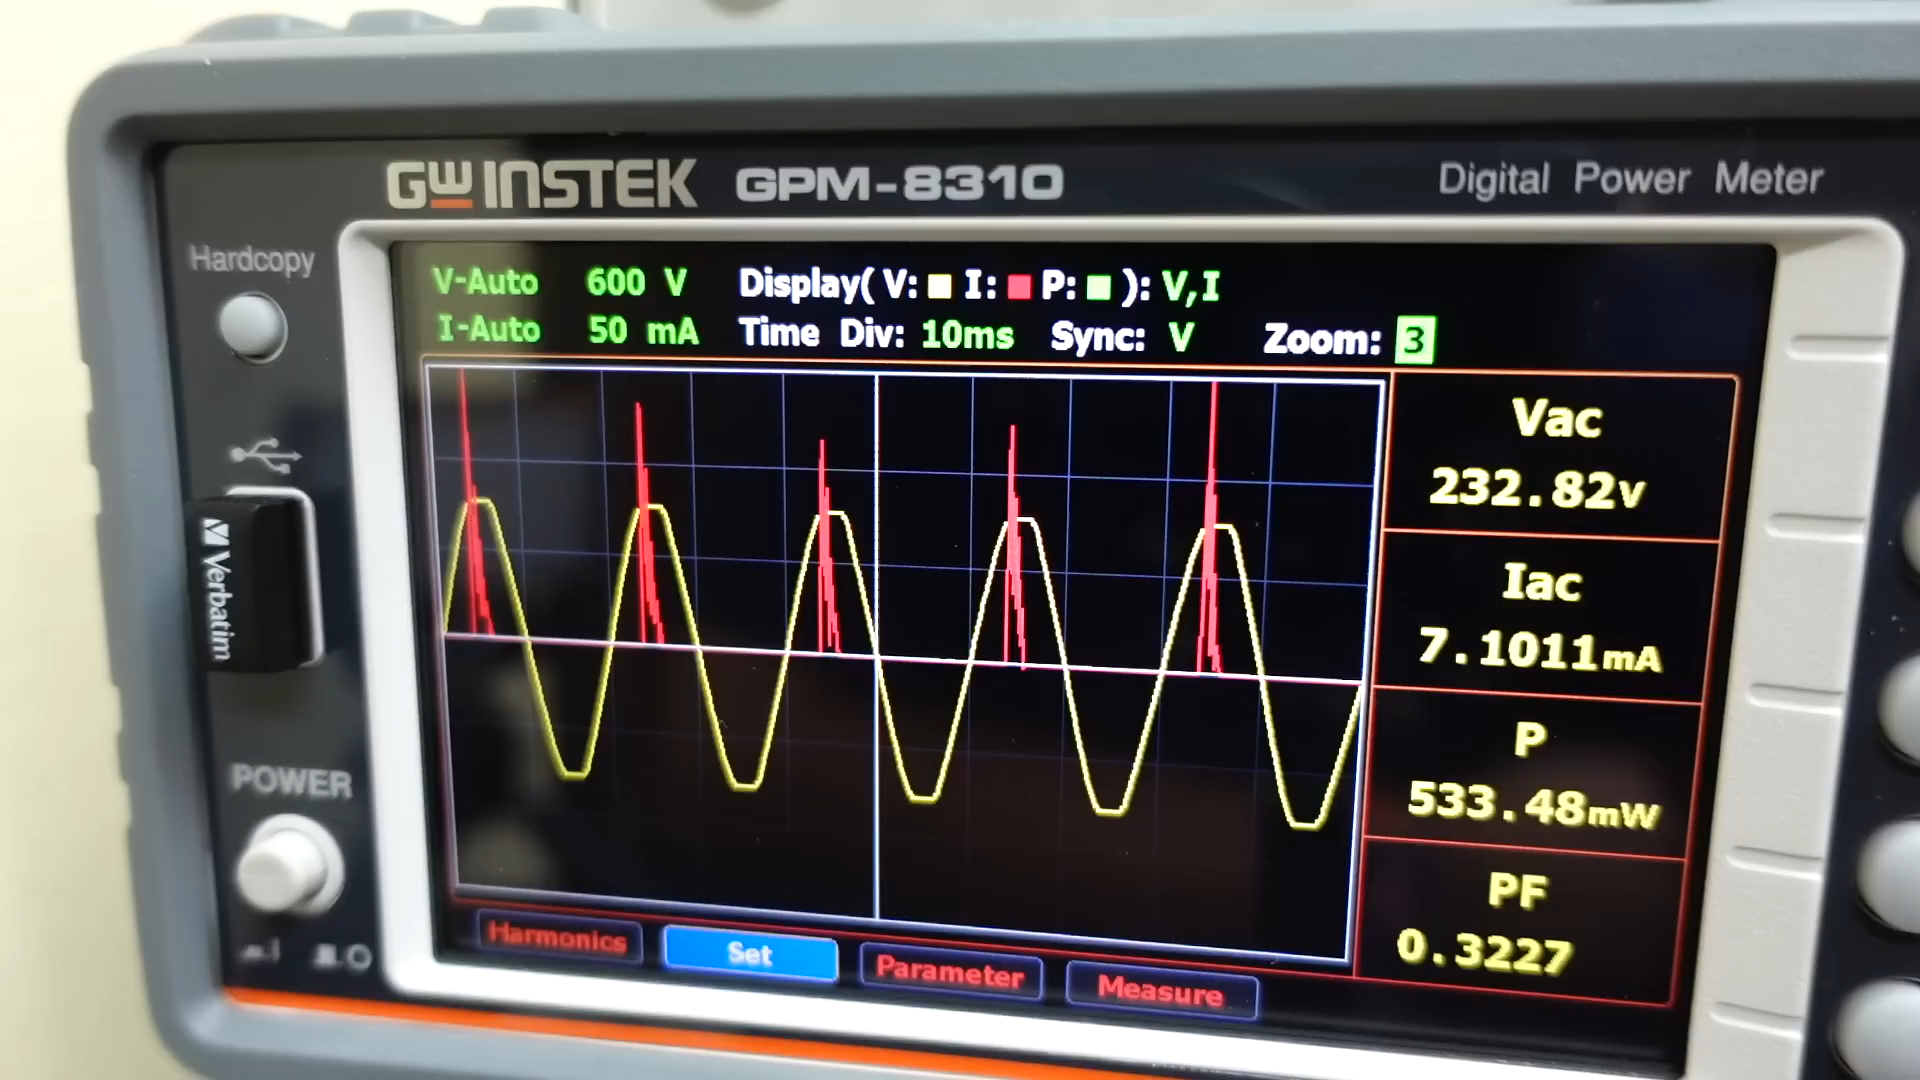 GW INSTEK GPM-8310 Digital Power Meter
Hardcopy
V-Auto 600 V Display( V: I: P: ): V,I
I-Auto 50 mA Time Div: 10ms Sync: V Zoom: 3
Vac
232.82V
Iac
7.1011mA
P
533.48mW
PF
0.3227
Verbatim
POWER
Harmonics Set Parameter Measure